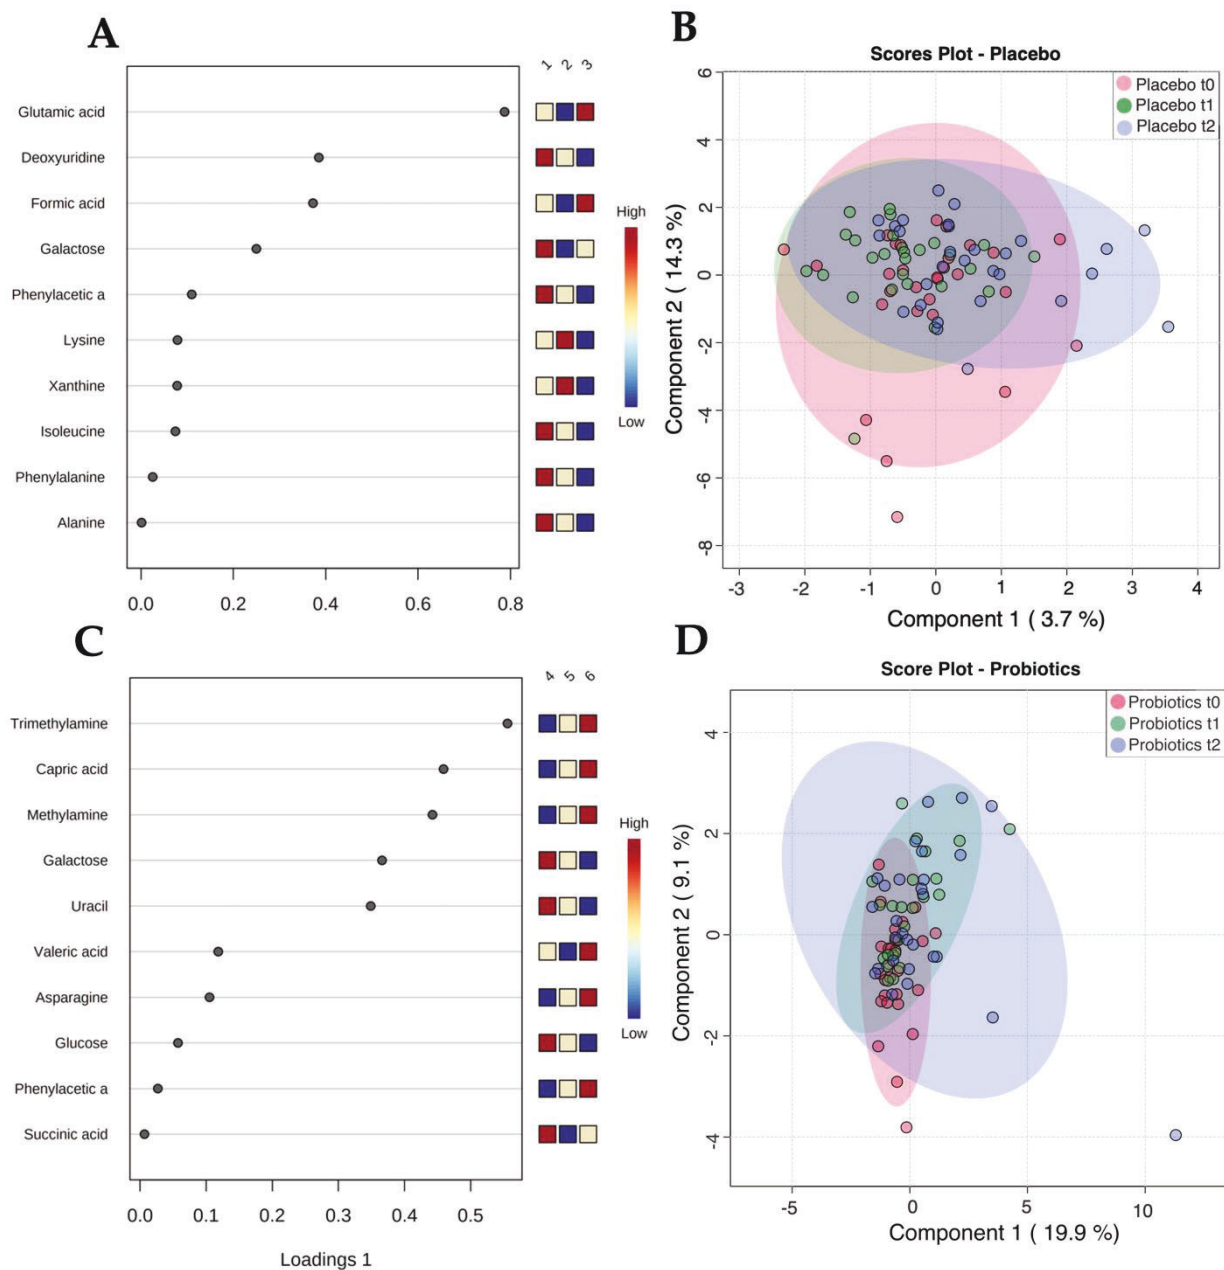 A
1 2 3
Glutamic acid
Deoxyuridine
Formic acid
Galactose
Phenylacetic a
Lysine
Xanthine
Isoleucine
Phenylalanine
Alanine
High
Low
0.0 0.2 0.4 0.6 0.8
B
Scores Plot - Placebo
Placebo t0
Placebo t1
Placebo t2
Component 2 ( 14.3 %)
6
4
2
0
-2
-4
-6
-8
-3 -2 -1 0 1 2 3 4
Component 1 ( 3.7 %)
C
4 5 6
Trimethylamine
Capric acid
Methylamine
Galactose
Uracil
Valeric acid
Asparagine
Glucose
Phenylacetic a
Succinic acid
High
Low
0.0 0.1 0.2 0.3 0.4 0.5
Loadings 1
D
Score Plot - Probiotics
Probiotics t0
Probiotics t1
Probiotics t2
Component 2 ( 9.1 %)
4
2
0
-2
-4
-5 0 5 10
Component 1 ( 19.9 %)